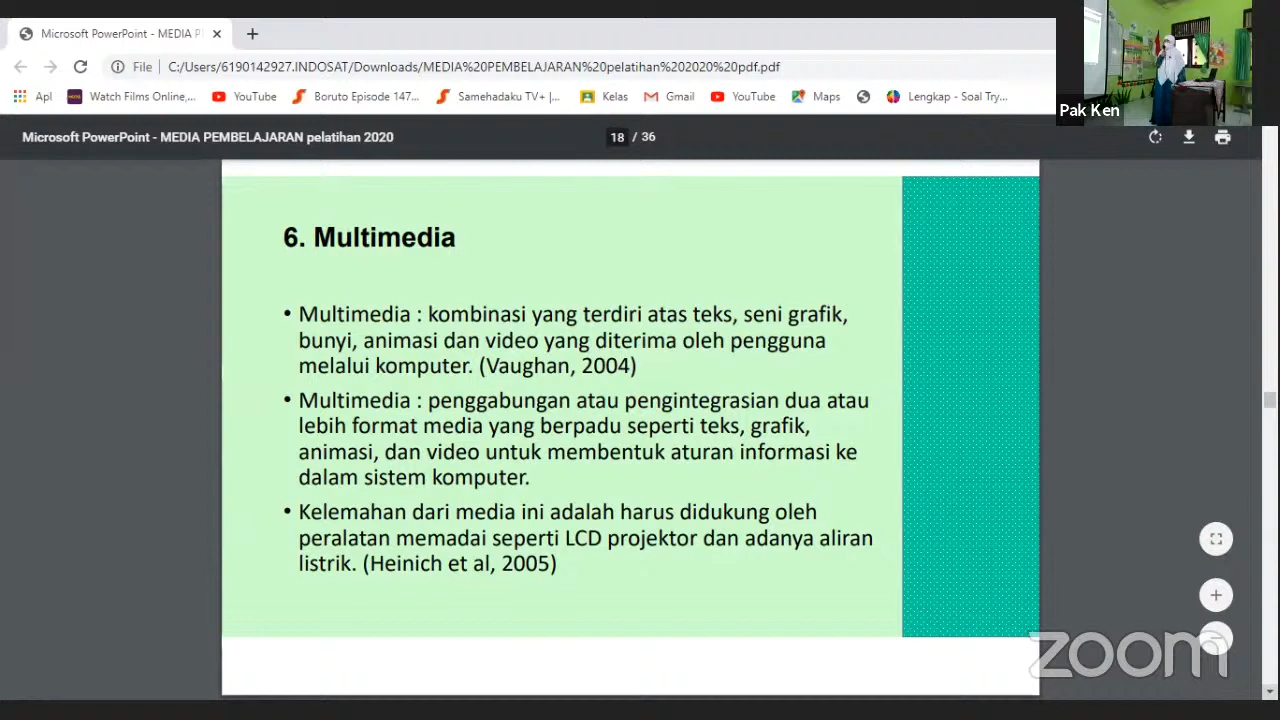 Microsoft PowerPoint - MEDIA P
File
C:/Users/6190142927.INDOSAT/Downloads/MEDIA%20PEMBELAJARAN%20pelatihan%202020%20pdf.pdf
Apl
Watch Films Online,...
YouTube
Boruto Episode 147...
Samehadaku TV+ |...
Kelas
Gmail
YouTube
Maps
Lengkap - Soal Try...
Pak Ken
Microsoft PowerPoint - MEDIA PEMBELAJARAN pelatihan 2020
18 / 36
6. Multimedia
• Multimedia : kombinasi yang terdiri atas teks, seni grafik,
bunyi, animasi dan video yang diterima oleh pengguna
melalui komputer. (Vaughan, 2004)
• Multimedia : penggabungan atau pengintegrasian dua atau
lebih format media yang berpadu seperti teks, grafik,
animasi, dan video untuk membentuk aturan informasi ke
dalam sistem komputer.
• Kelemahan dari media ini adalah harus didukung oleh
peralatan memadai seperti LCD projektor dan adanya aliran
listrik. (Heinich et al, 2005)
zoom